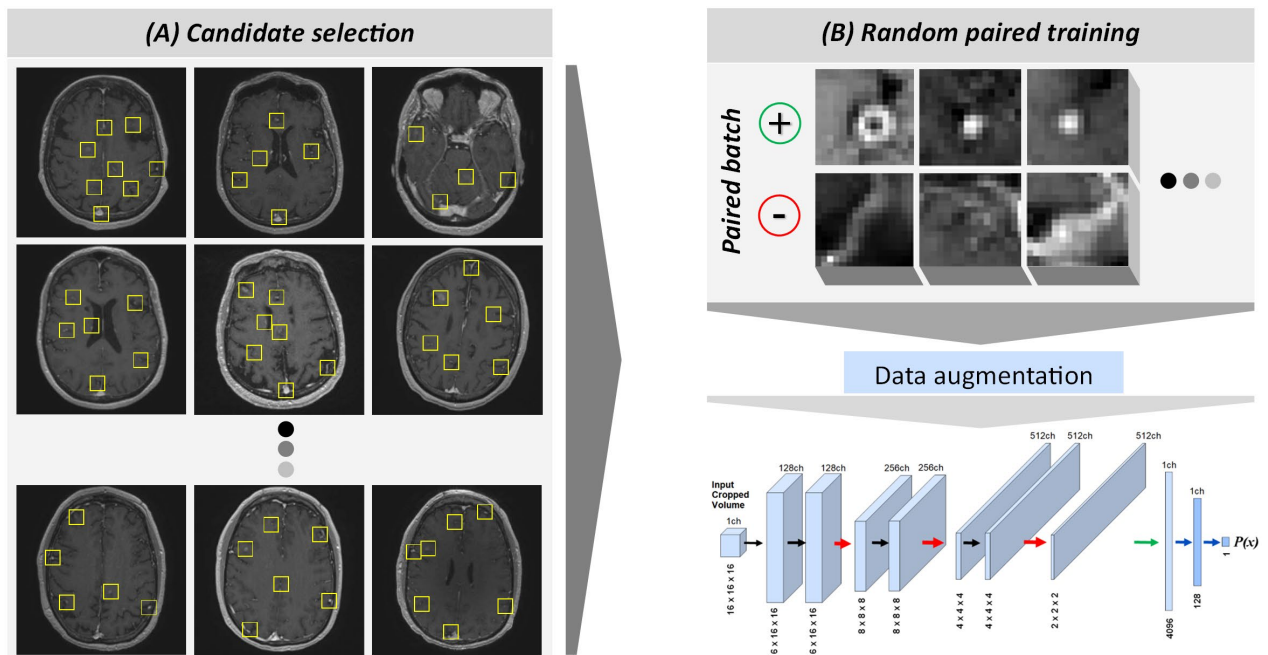 (A) Candidate selection
(B) Random paired training
Paired batch
+
-
Data augmentation
Input
Cropped
Volume
1ch
128ch
128ch
256ch
256ch
512ch
512ch
512ch
1ch
1ch
P(x)
16 x 16 x 16
6 x 16 x 16
6 x 16 x 16
8 x 8 x 8
8 x 8 x 8
4 x 4 x 4
4 x 4 x 4
2 x 2 x 2
4096
128
1